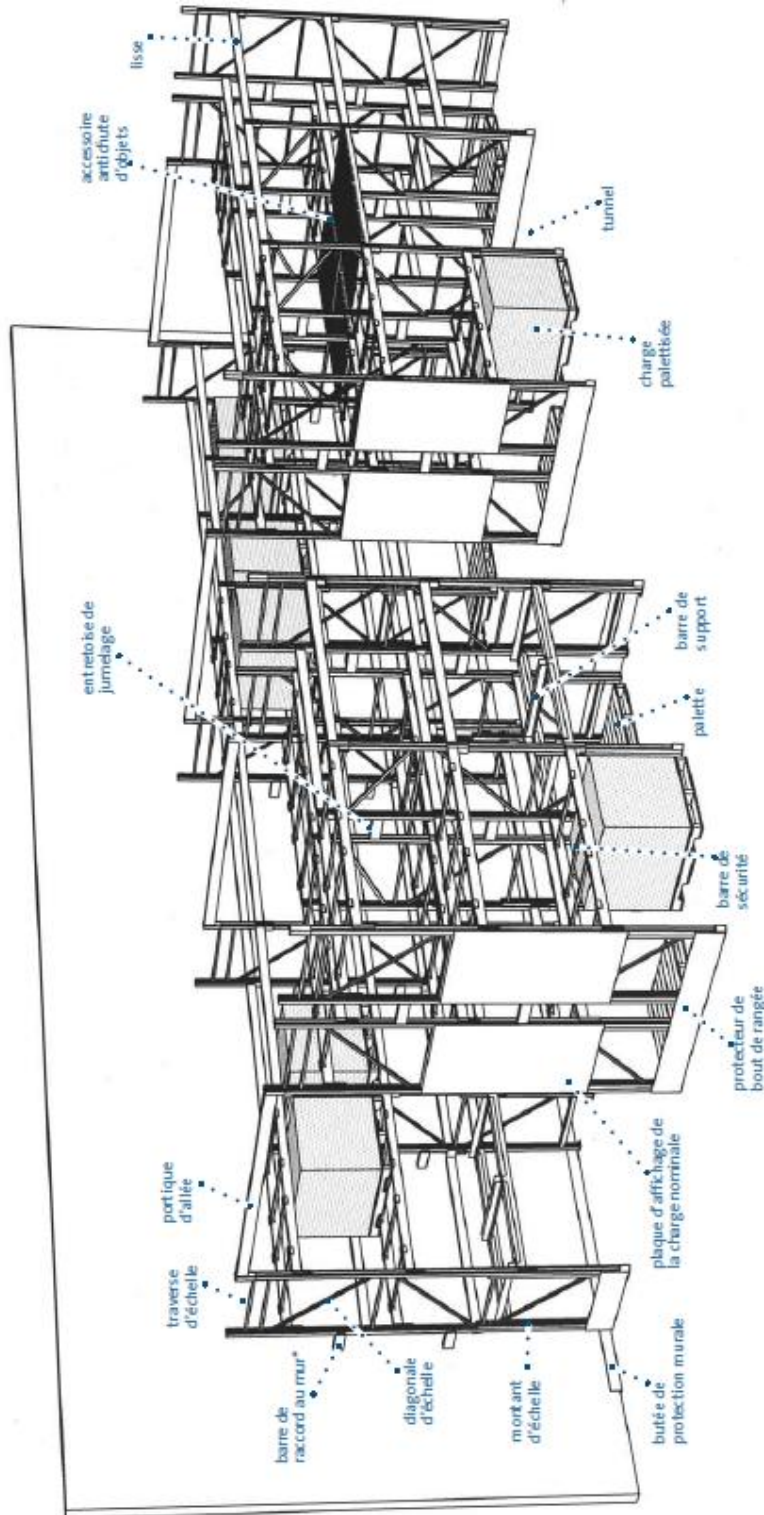 barre de
raccord au mur*
traverse
d'échelle
portique
d'allée
entretoise de
jumelage
accessoire
antichute
d'objets
lisse
diagonale
d'échelle
montant
d'échelle
butée de
protection murale
plaque d'affichage de
la charge nominale
protecteur de
bout de rangée
barre de
sécurité
palette
barre de
support
charge
palettisée
tunnel